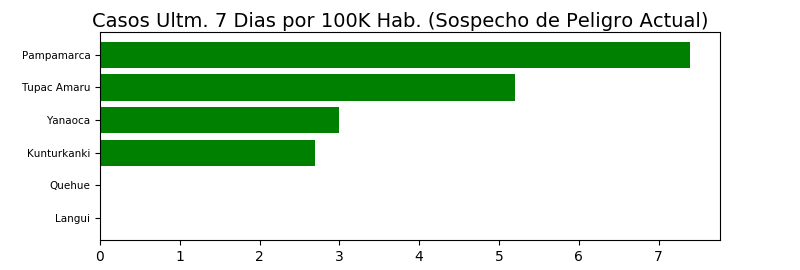 Casos Ultm. 7 Dias por 100K Hab. (Sospecho de Peligro Actual)
Pampamarca
Tupac Amaru
Yanaoca
Kunturkanki
Quehue
Langui
0 1 2 3 4 5 6 7